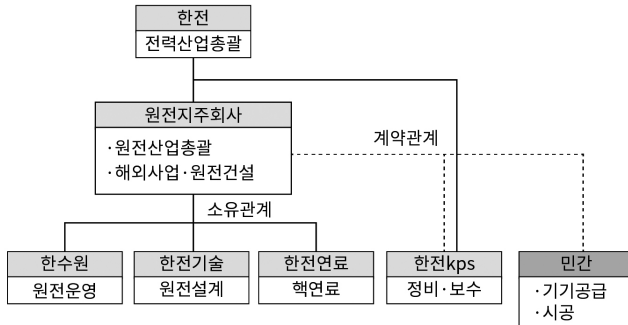 한전
전력산업총괄
원전지주회사
·원전산업총괄
·해외사업·원전건설
계약관계
소유관계
한수원
원전운영
한전기술
원전설계
한전연료
핵연료
한전kps
정비·보수
민간
·기기공급
·시공